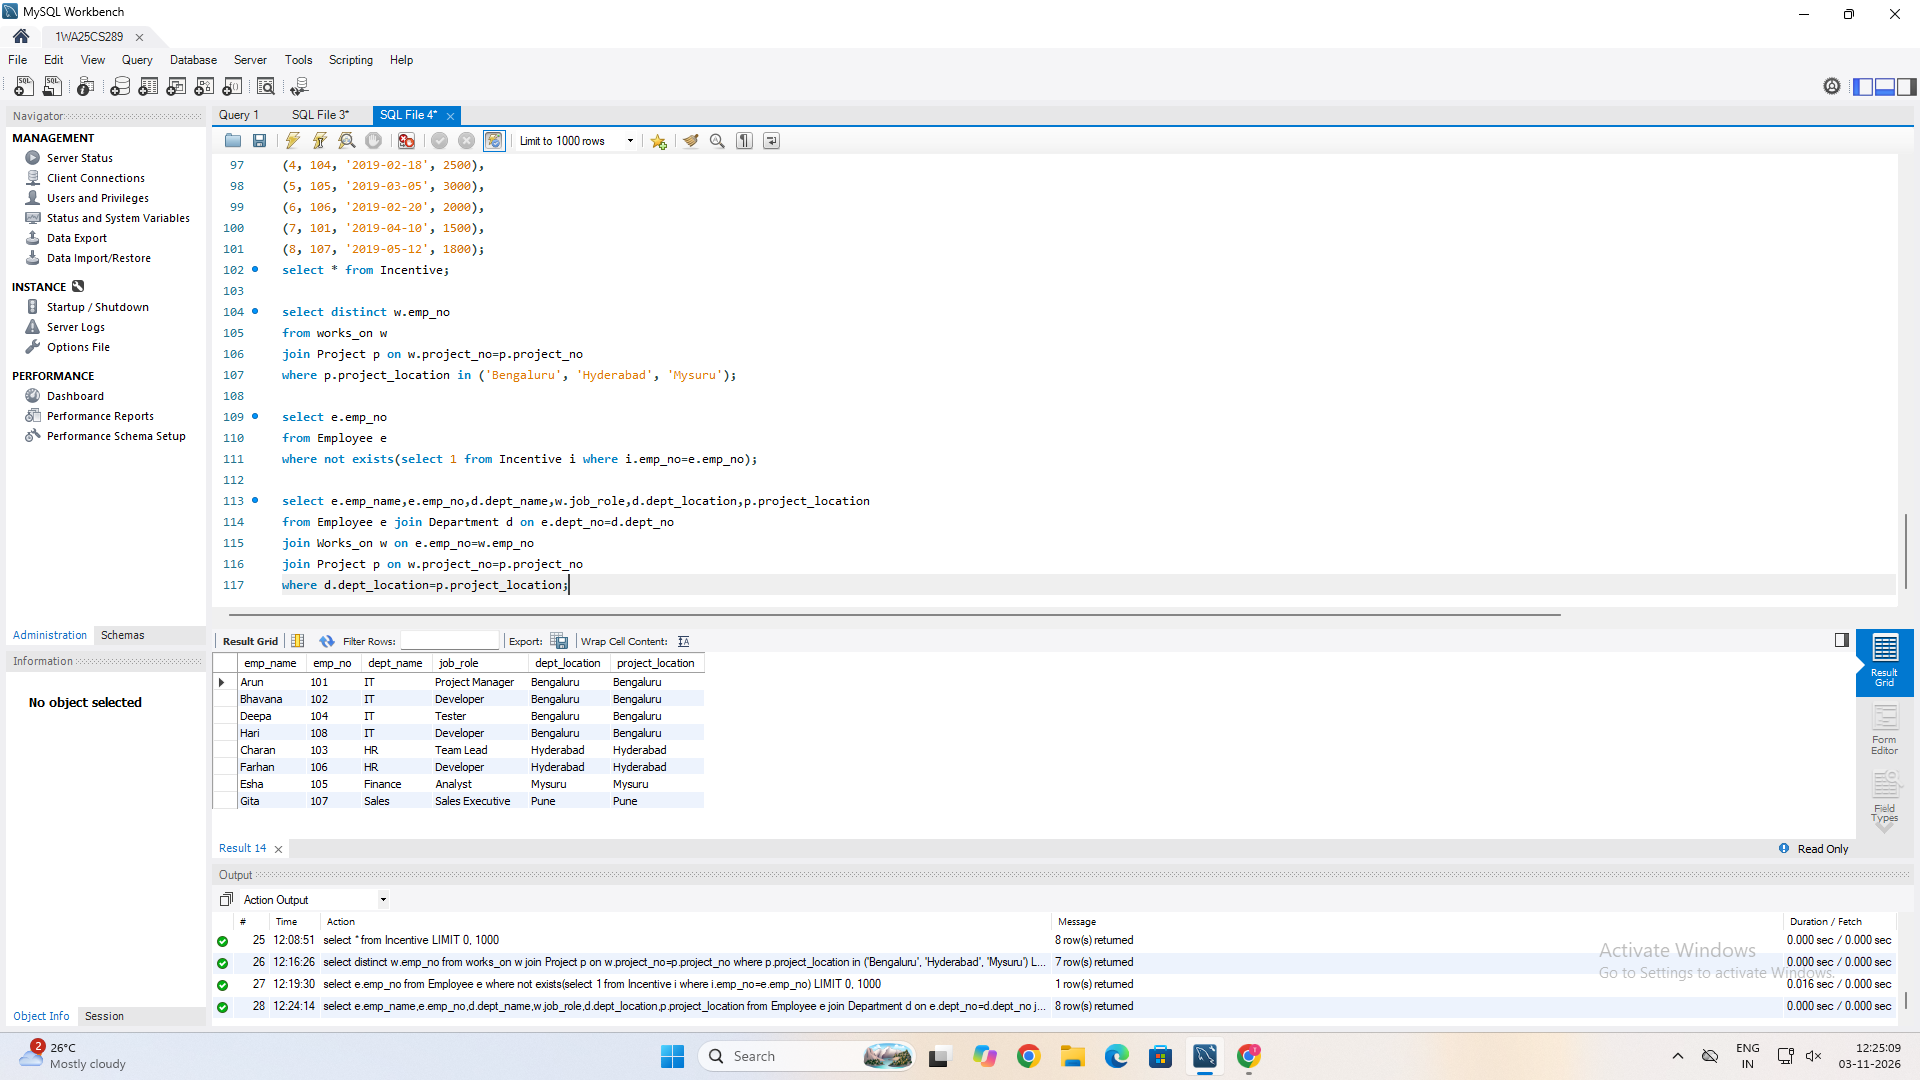 MySQL Workbench
1WA25CS289
File Edit View Query Database Server Tools Scripting Help
Navigator
MANAGEMENT
Server Status
Client Connections
Users and Privileges
Status and System Variables
Data Export
Data Import/Restore
INSTANCE
Startup / Shutdown
Server Logs
Options File
PERFORMANCE
Dashboard
Performance Reports
Performance Schema Setup
Administration Schemas
Information
No object selected
Object Info Session
Query 1 SQL File 3* SQL File 4*
Limit to 1000 rows
97 (4, 104, '2019-02-18', 2500),
98 (5, 105, '2019-03-05', 3000),
99 (6, 106, '2019-02-20', 2000),
100 (7, 101, '2019-04-10', 1500),
101 (8, 107, '2019-05-12', 1800);
102 select * from Incentive;
103
104 select distinct w.emp_no
105 from works_on w
106 join Project p on w.project_no=p.project_no
107 where p.project_location in ('Bengaluru', 'Hyderabad', 'Mysuru');
108
109 select e.emp_no
110 from Employee e
111 where not exists(select 1 from Incentive i where i.emp_no=e.emp_no);
112
113 select e.emp_name,e.emp_no,d.dept_name,w.job_role,d.dept_location,p.project_location
114 from Employee e join Department d on e.dept_no=d.dept_no
115 join Works_on w on e.emp_no=w.emp_no
116 join Project p on w.project_no=p.project_no
117 where d.dept_location=p.project_location;
Result Grid Filter Rows: Export: Wrap Cell Content:
emp_name emp_no dept_name job_role dept_location project_location
Arun 101 IT Project Manager Bengaluru Bengaluru
Bhavana 102 IT Developer Bengaluru Bengaluru
Deepa 104 IT Tester Bengaluru Bengaluru
Hari 108 IT Developer Bengaluru Bengaluru
Charan 103 HR Team Lead Hyderabad Hyderabad
Farhan 106 HR Developer Hyderabad Hyderabad
Esha 105 Finance Analyst Mysuru Mysuru
Gita 107 Sales Sales Executive Pune Pune
Result Grid
Form Editor
Field Types
Result 14
Read Only
Output
Action Output
# Time Action Message Duration / Fetch
25 12:08:51 select * from Incentive LIMIT 0, 1000 8 row(s) returned 0.000 sec / 0.000 sec
26 12:16:26 select distinct w.emp_no from works_on w join Project p on w.project_no=p.project_no where p.project_location in ('Bengaluru', 'Hyderabad', 'Mysuru') L... 7 row(s) returned 0.000 sec / 0.000 sec
27 12:19:30 select e.emp_no from Employee e where not exists(select 1 from Incentive i where i.emp_no=e.emp_no) LIMIT 0, 1000 1 row(s) returned 0.016 sec / 0.000 sec
28 12:24:14 select e.emp_name,e.emp_no,d.dept_name,w.job_role,d.dept_location,p.project_location from Employee e join Department d on e.dept_no=d.dept_no j... 8 row(s) returned 0.000 sec / 0.000 sec
Activate Windows
Go to Settings to activate Windows.
2
26°C
Mostly cloudy
Search
ENG
IN
12:25:09
03-11-2026